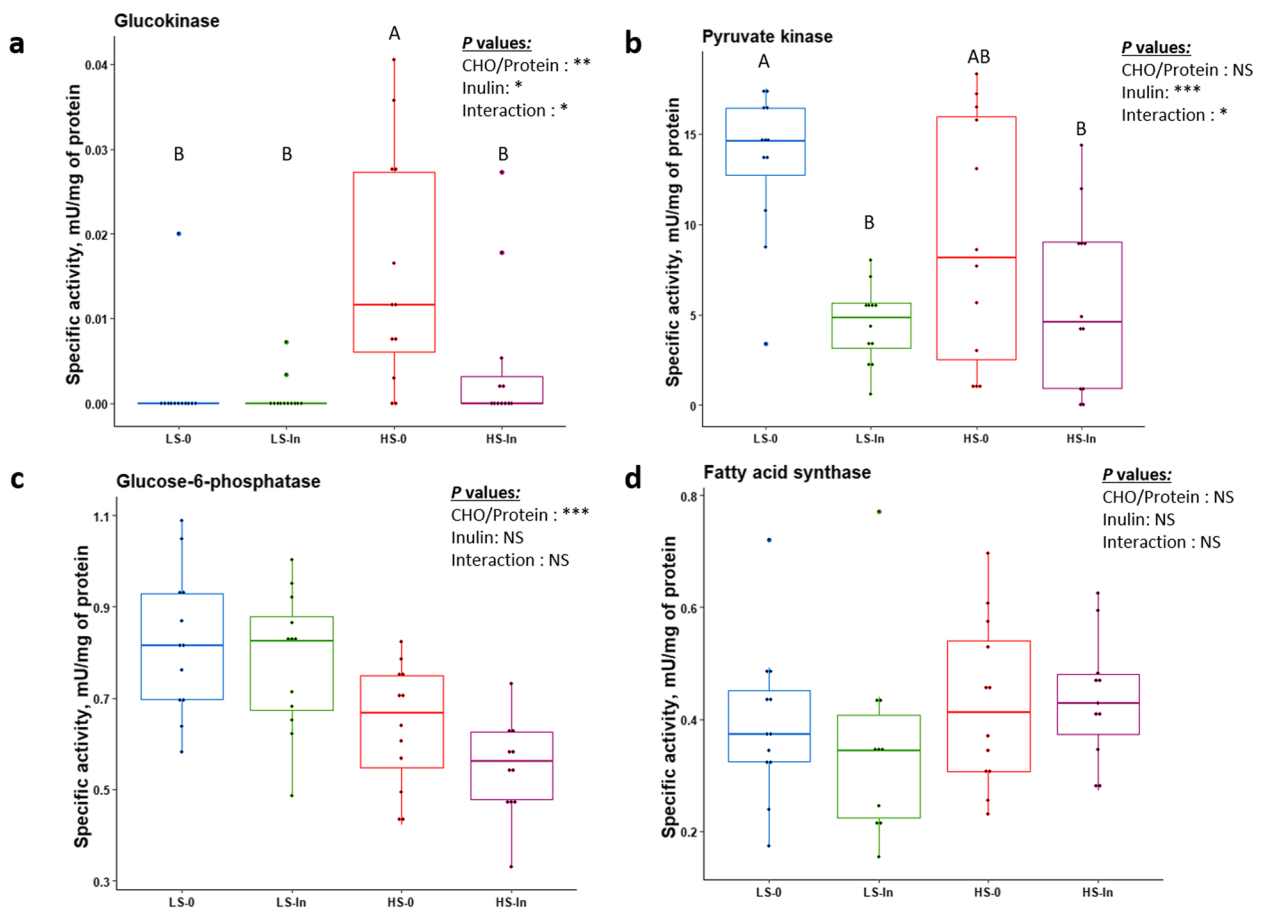 a
Glucokinase
Specific activity, mU/mg of protein
0.04
0.03
0.02
0.01
0.00
B
B
A
B
P values:
CHO/Protein : **
Inulin: *
Interaction : *
LS-0
LS-In
HS-0
HS-In
b
Pyruvate kinase
Specific activity, mU/mg of protein
15
10
5
0
A
B
AB
B
P values:
CHO/Protein : NS
Inulin: ***
Interaction : *
LS-0
LS-In
HS-0
HS-In
c
Glucose-6-phosphatase
Specific activity, mU/mg of protein
1.1
0.9
0.7
0.5
0.3
P values:
CHO/Protein : ***
Inulin: NS
Interaction : NS
LS-0
LS-In
HS-0
HS-In
d
Fatty acid synthase
Specific activity, mU/mg of protein
0.8
0.6
0.4
0.2
P values:
CHO/Protein : NS
Inulin: NS
Interaction : NS
LS-0
LS-In
HS-0
HS-In